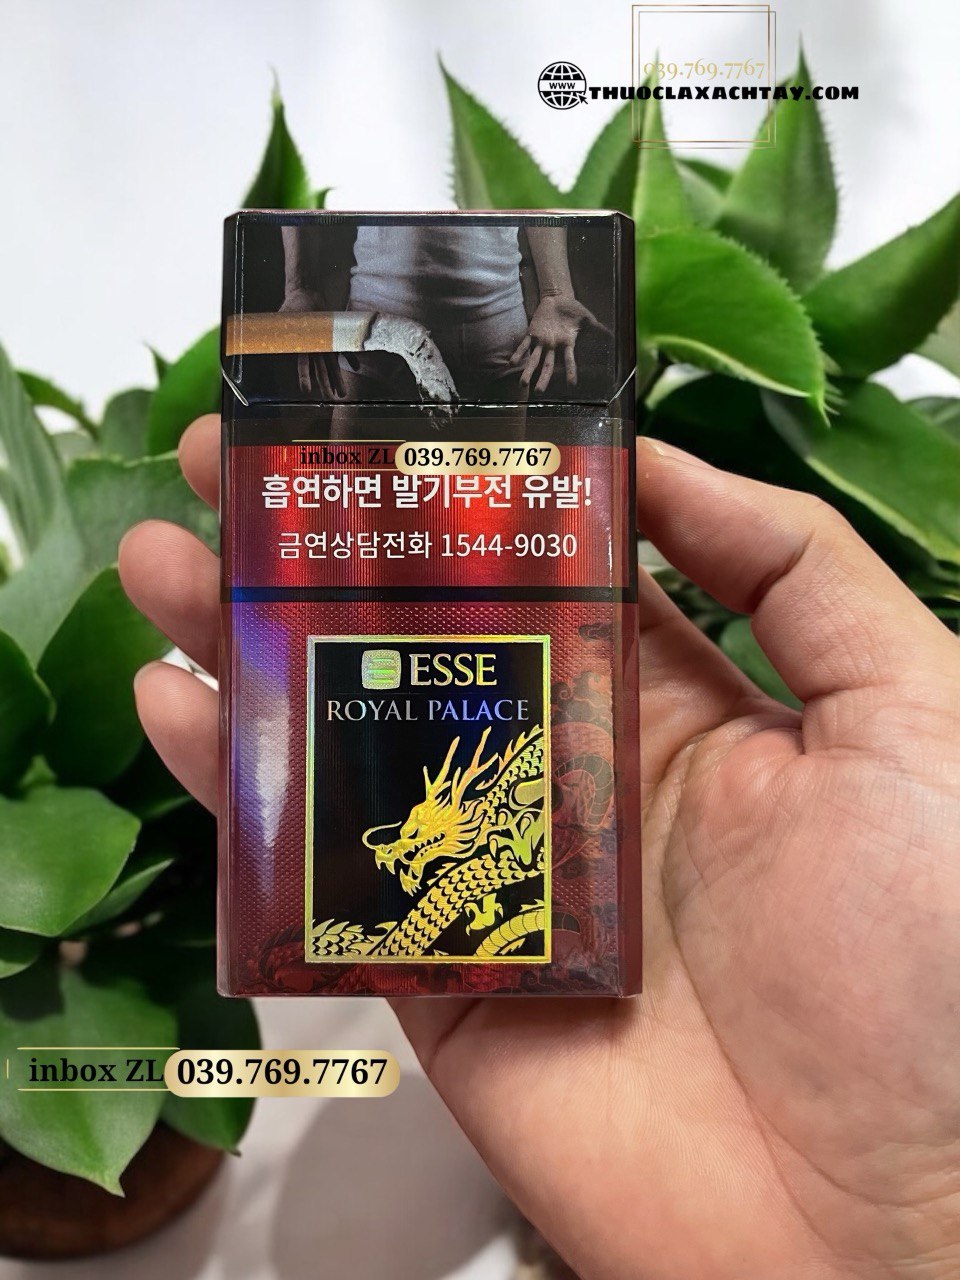 039.769.7767
www
THUOCLAXACHTAY.COM
inbox ZL 039.769.7767
흡연하면 발기부전 유발!
금연상담전화 1544-9030
ESSE
ROYAL PALACE
inbox ZL 039.769.7767